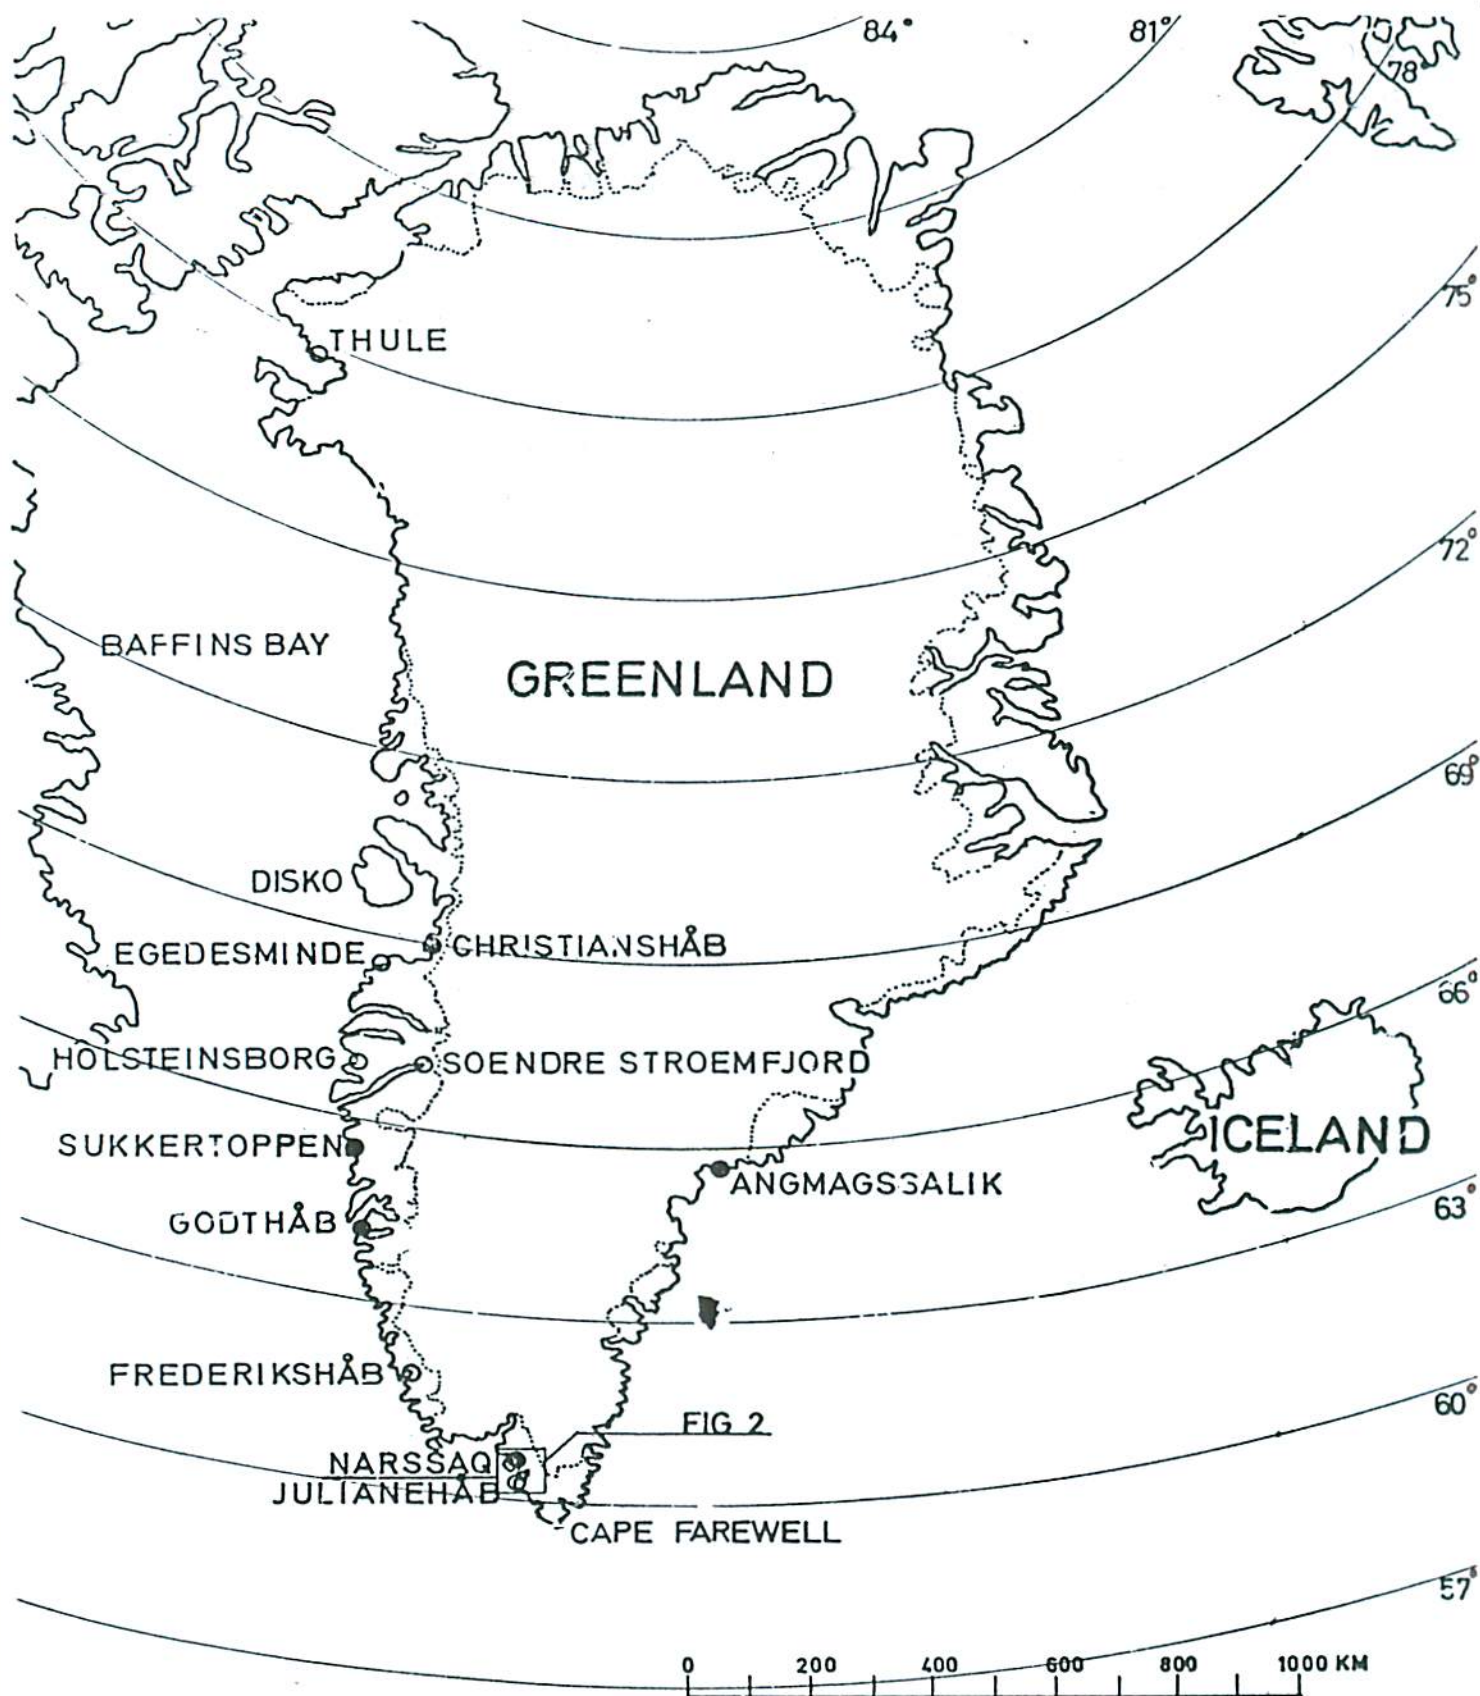 84°
81°
78°
75°
THULE
72°
BAFFINS BAY
GREENLAND
69°
DISKO
EGEDESMINDE
CHRISTIANSHÅB
66°
HOLSTEINSBORG
SOENDRE STROEMFJORD
SUKKERTOPPEN
ICELAND
ANGMAGSSALIK
GODTHÅB
63°
FREDERIKSHÅB
60°
FIG 2
NARSSAQ
JULIANEHÅB
CAPE FAREWELL
57°
0 200 400 600 800 1000 KM